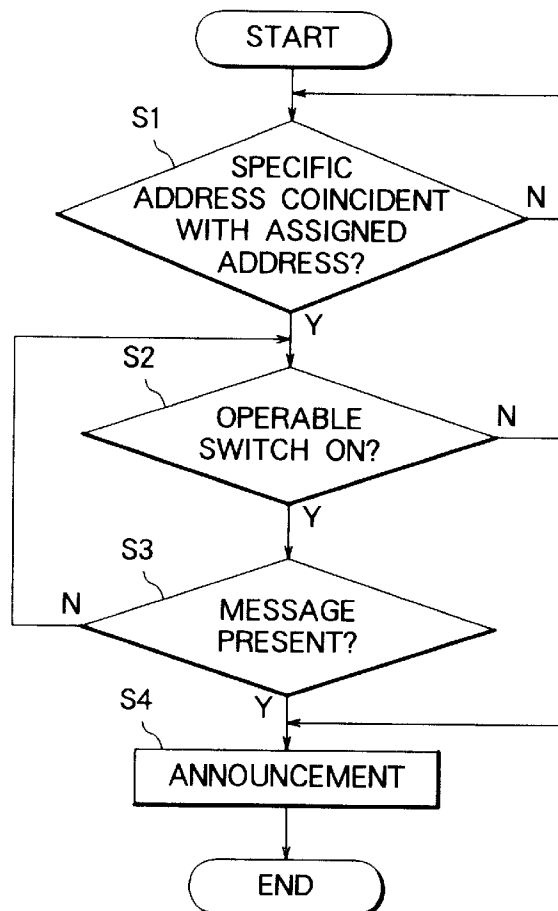 START
S1
SPECIFIC
ADDRESS COINCIDENT
WITH ASSIGNED
ADDRESS?
N
Y
S2
OPERABLE
SWITCH ON?
N
Y
S3
N
MESSAGE
PRESENT?
Y
S4
ANNOUNCEMENT
END